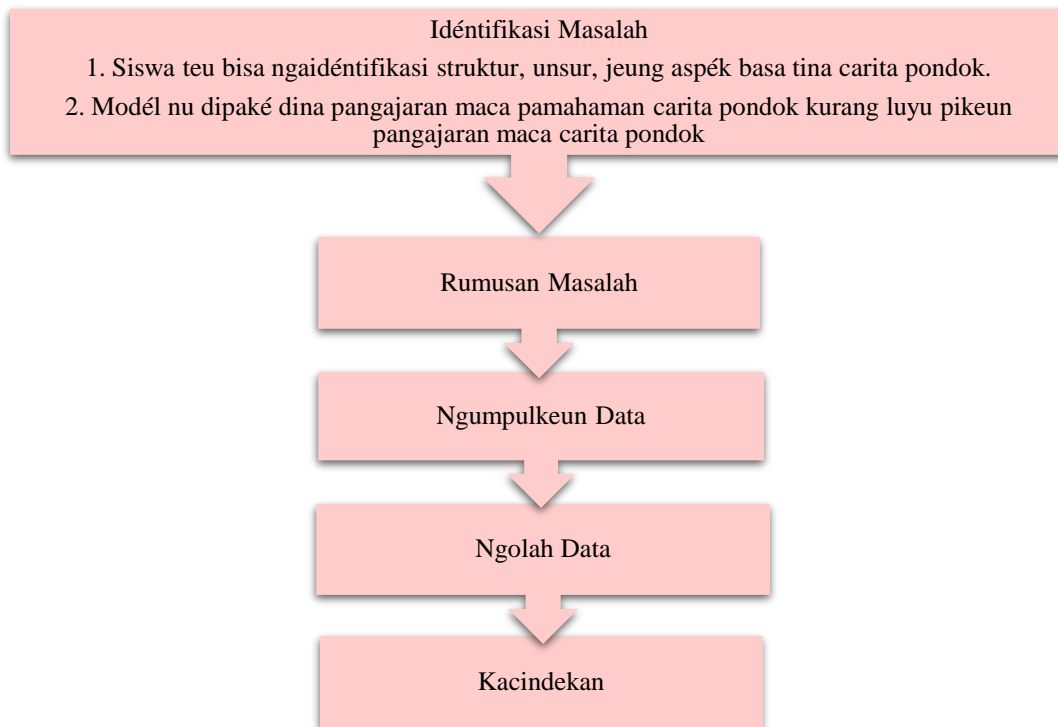 Idéntifikasi Masalah
1. Siswa teu bisa ngaidéntifikasi struktur, unsur, jeung aspék basa tina carita pondok.
2. Modél nu dipaké dina pangajaran maca pamahaman carita pondok kurang luyu pikeun
pangajaran maca carita pondok
Rumusan Masalah
Ngumpulkeun Data
Ngolah Data
Kacindekan